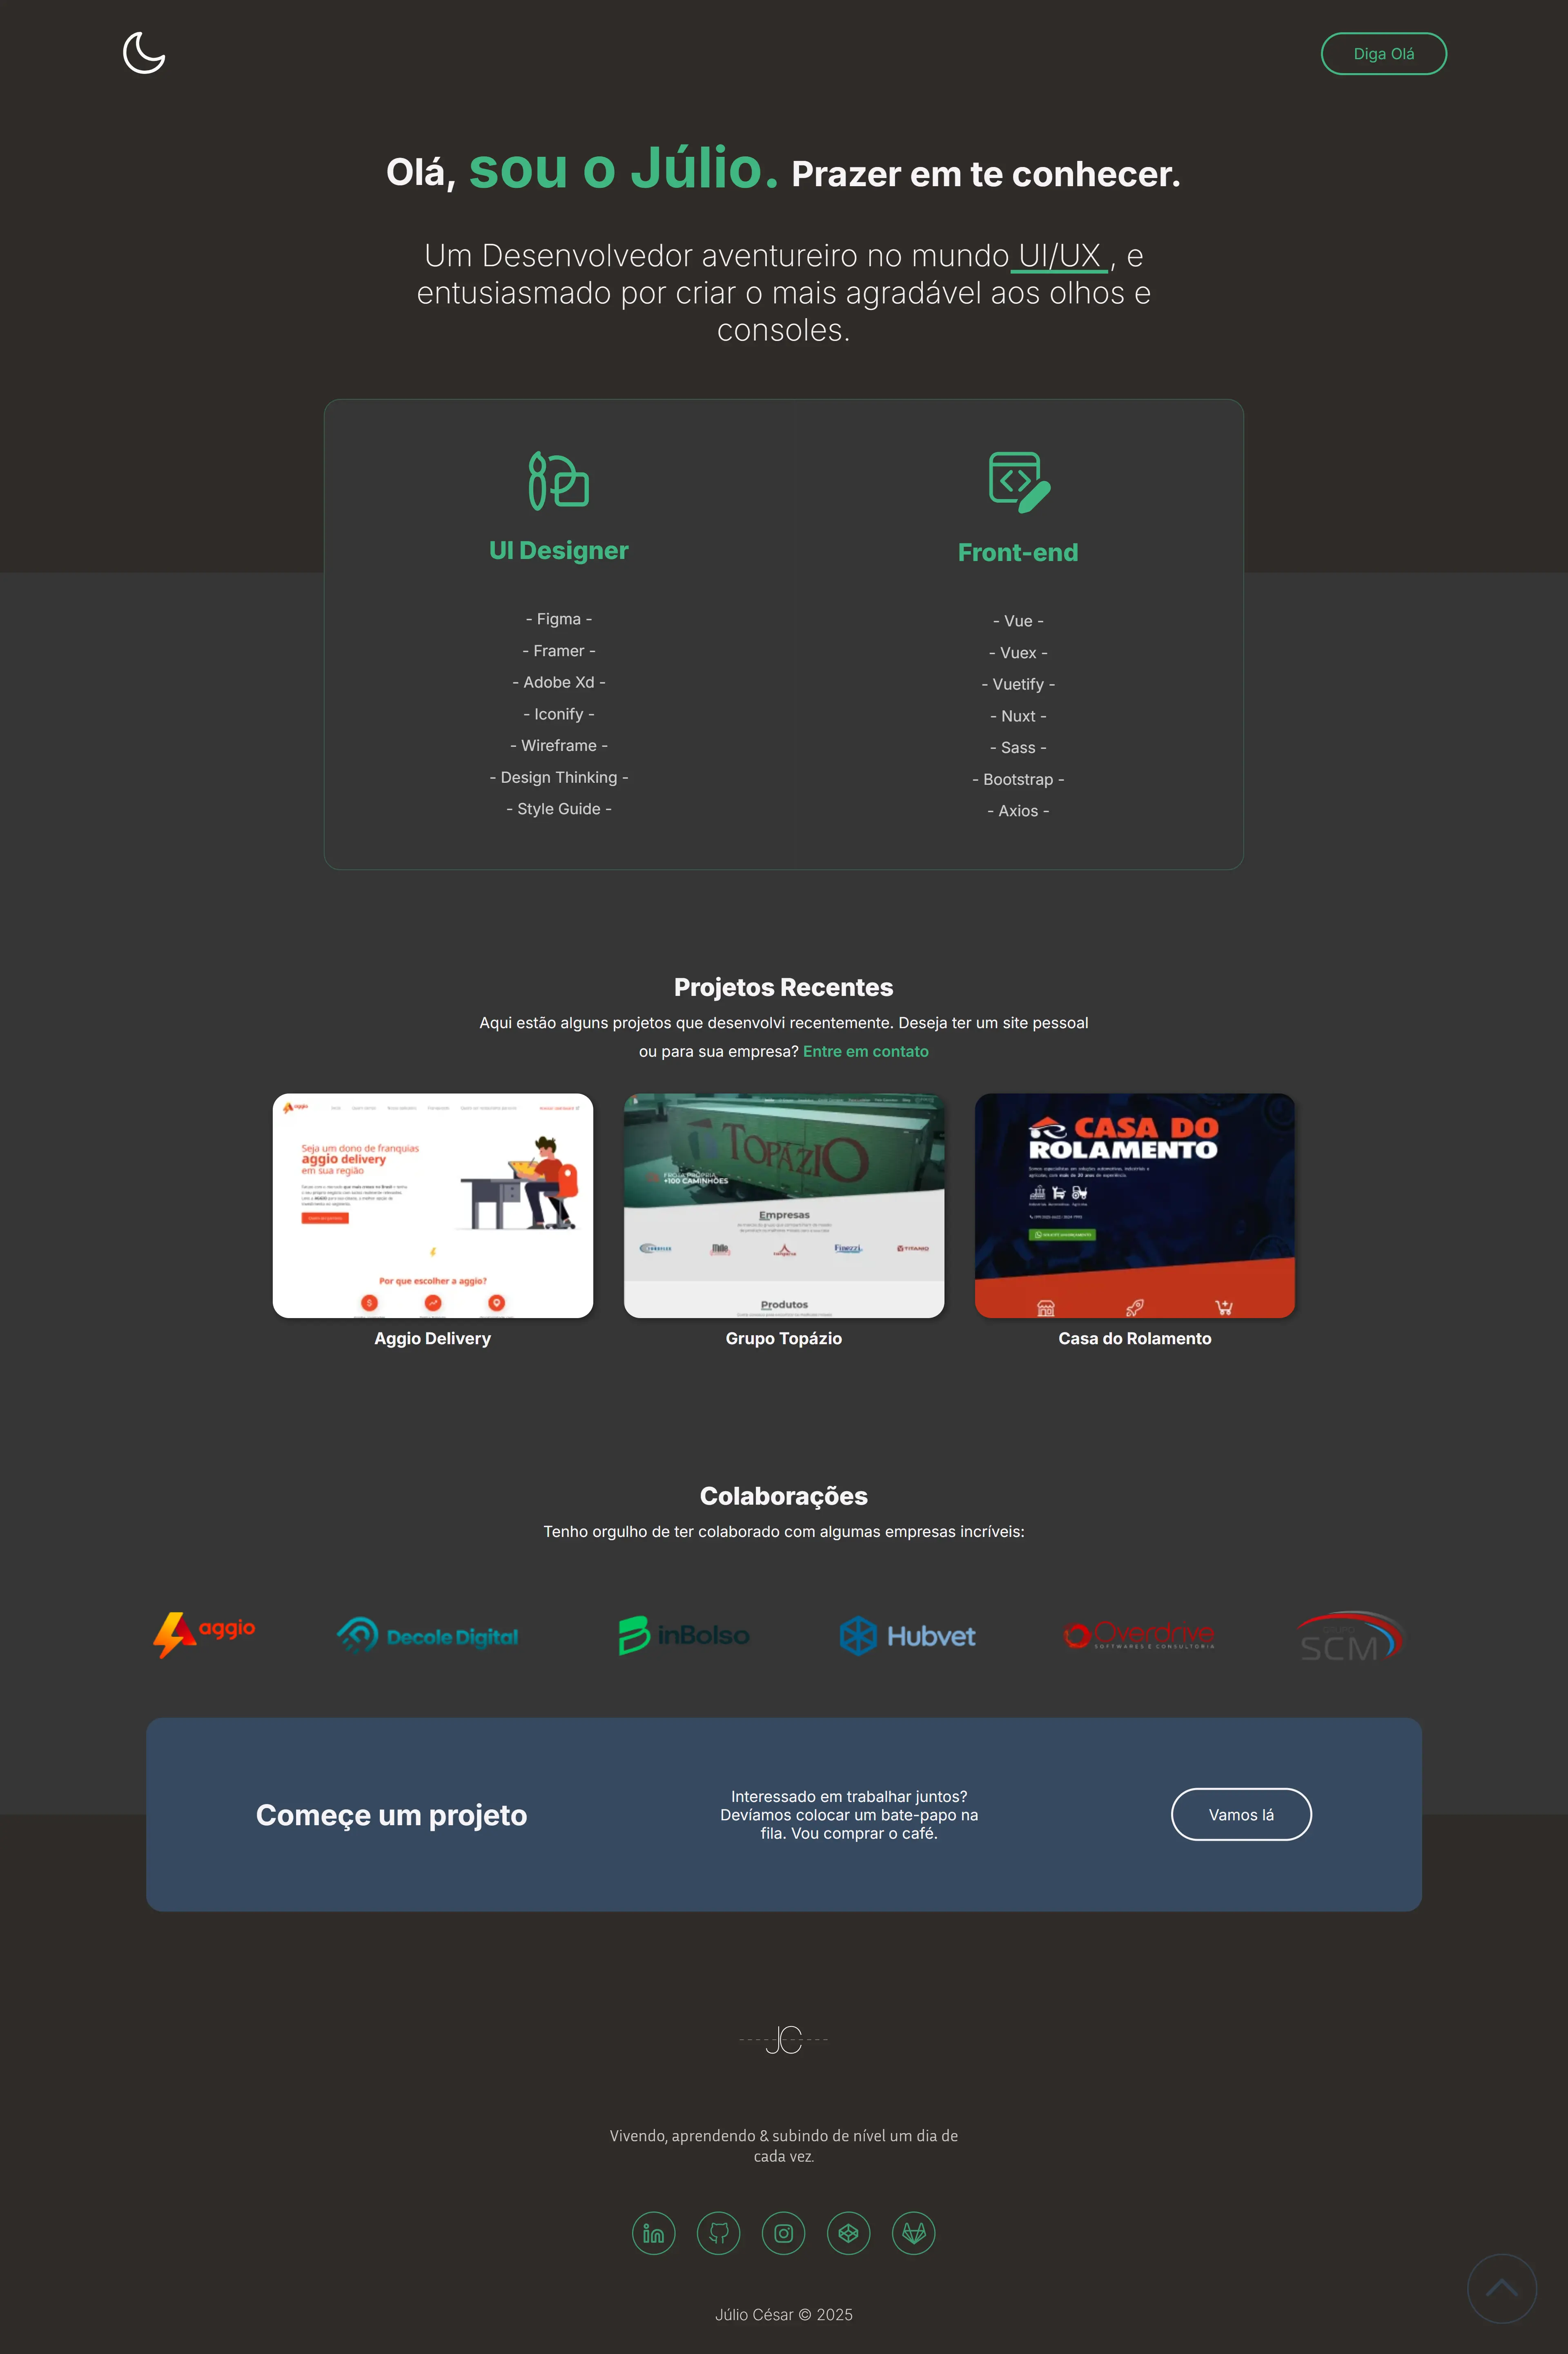 Diga Olá
Olá, sou o Júlio. Prazer em te conhecer.
Um Desenvolvedor aventureiro no mundo UI/UX , e
entusiasmado por criar o mais agradável aos olhos e
consoles.
UI Designer
- Figma -
- Framer -
- Adobe Xd -
- Iconify -
- Wireframe -
- Design Thinking -
- Style Guide -
Front-end
- Vue -
- Vuex -
- Vuetify -
- Nuxt -
- Sass -
- Bootstrap -
- Axios -
Projetos Recentes
Aqui estão alguns projetos que desenvolvi recentemente. Deseja ter um site pessoal
ou para sua empresa? Entre em contato
aggio
Seja um dono de franquias
aggio delivery
em sua região
Por que escolher a aggio?
Aggio Delivery
TOPÁZIO
FROTA PRÓPRIA
+100 CAMINHÕES
Empresas
Finezzi
TITANIO
Produtos
Grupo Topázio
CASA DO
ROLAMENTO
Casa do Rolamento
Colaborações
Tenho orgulho de ter colaborado com algumas empresas incríveis:
aggio
Decole Digital
inBolso
Hubvet
Overdrive
SOFTWARES E CONSULTORIA
GRUPO
SCM
Começe um projeto
Interessado em trabalhar juntos?
Devíamos colocar um bate-papo na
fila. Vou comprar o café.
Vamos lá
JC
Vivendo, aprendendo & subindo de nível um dia de
cada vez.
in
Júlio César © 2025